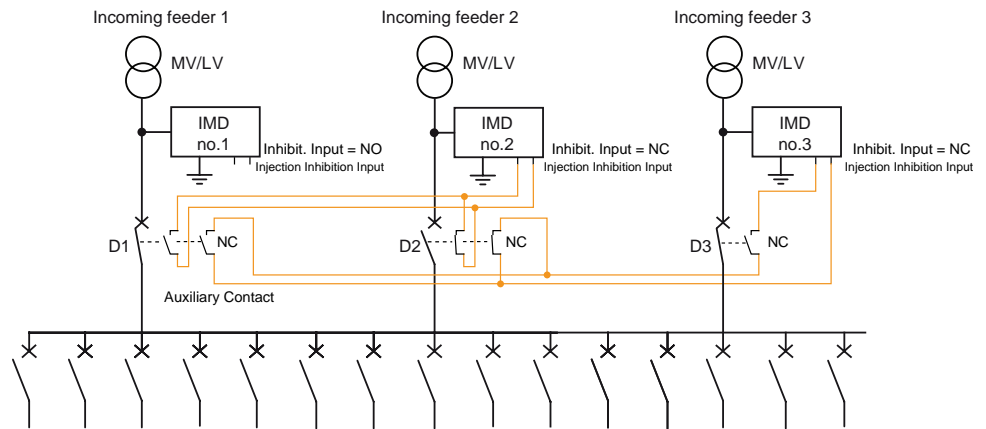 Incoming feeder 1
Incoming feeder 2
Incoming feeder 3
MV/LV
MV/LV
MV/LV
IMD
no.1
Inhibit. Input = NO
Injection Inhibition Input
IMD
no.2
Inhibit. Input = NC
Injection Inhibition Input
IMD
no.3
Inhibit. Input = NC
Injection Inhibition Input
D1
NC
D2
NC
D3
NC
Auxiliary Contact